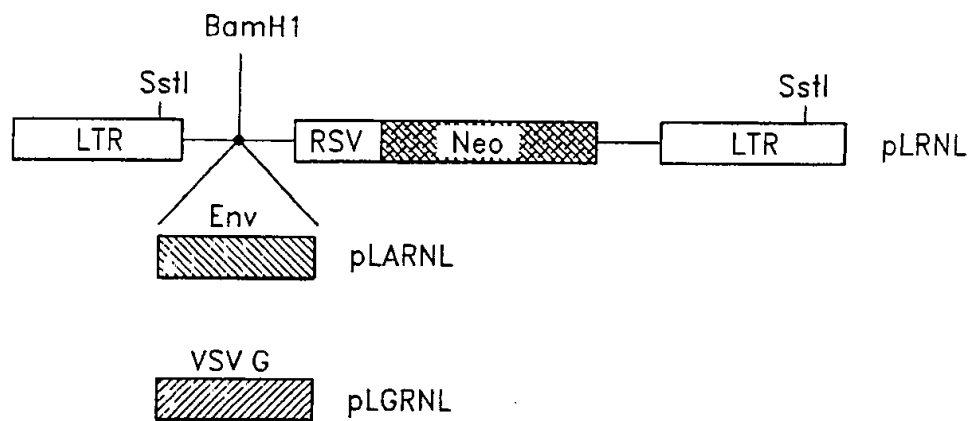 BamH1
SstI SstI
LTR RSV Neo LTR pLRNL
Env
pLARNL
VSV G
pLGRNL